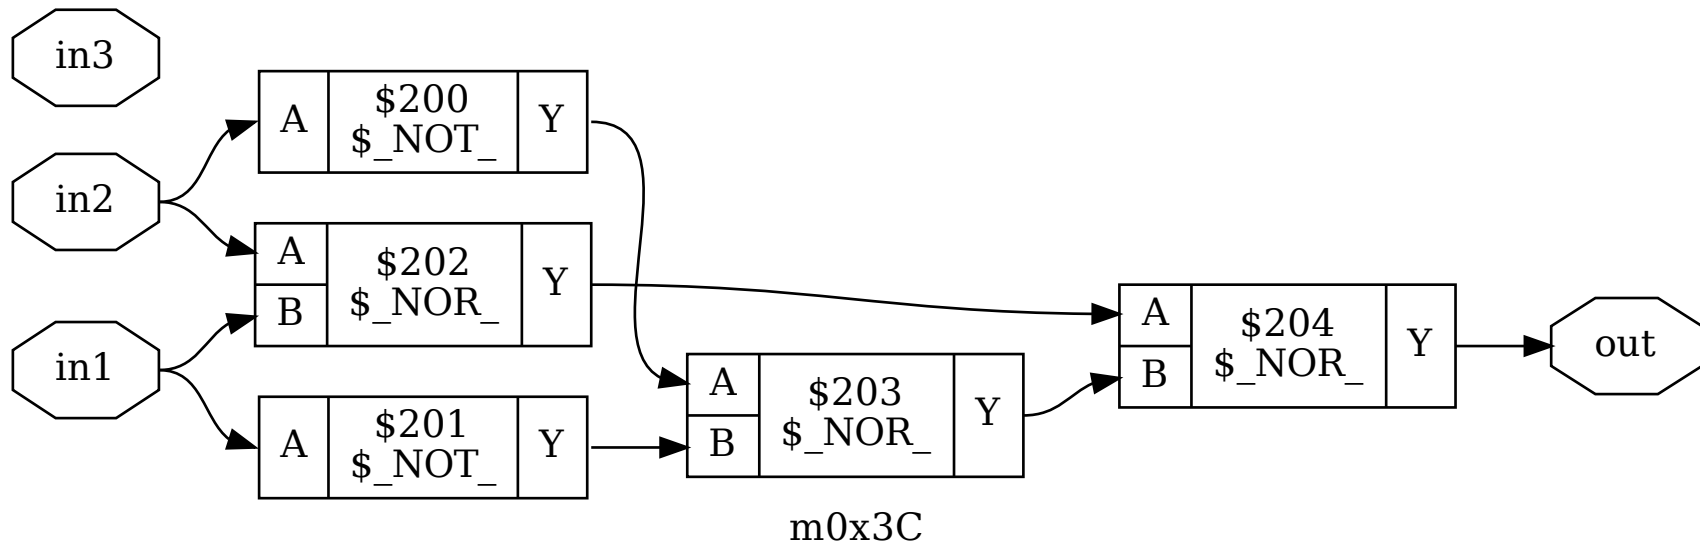 in3
in2
in1
A
$200
$_NOT_
Y
A
B
$202
$_NOR_
Y
A
$201
$_NOT_
Y
A
B
$203
$_NOR_
Y
A
B
$204
$_NOR_
Y
out
m0x3C